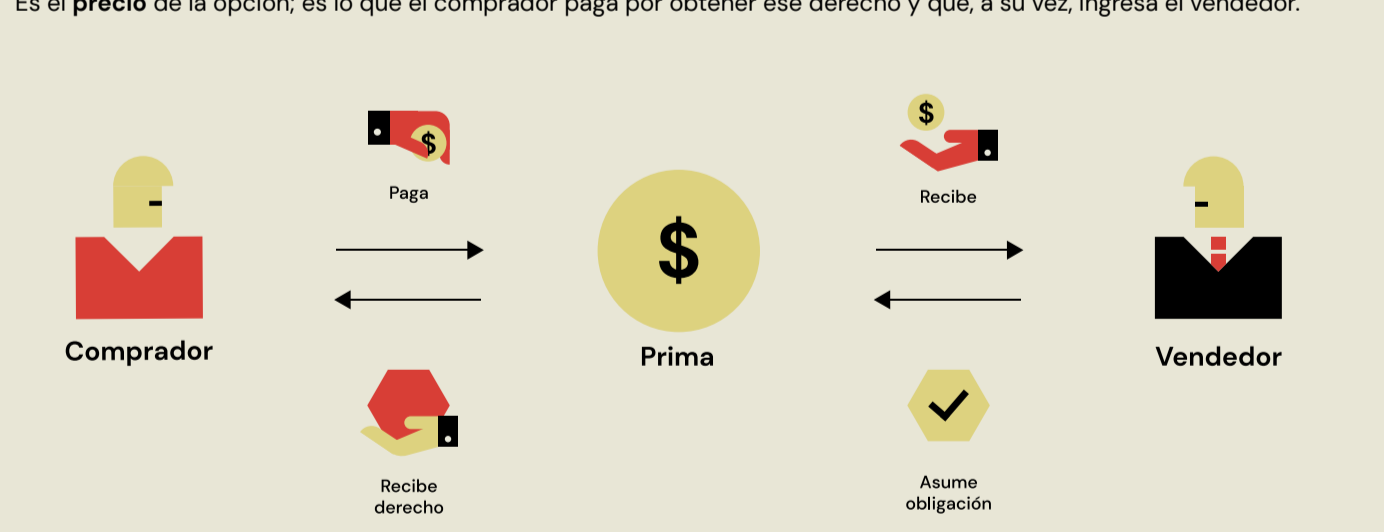 Es el precio de la opción; es lo que el comprador paga por obtener ese derecho y que, a su vez, ingresa el vendedor.
$
$
Paga
Recibe
$
Comprador
Prima
Vendedor
Recibe
derecho
Asume
obligación